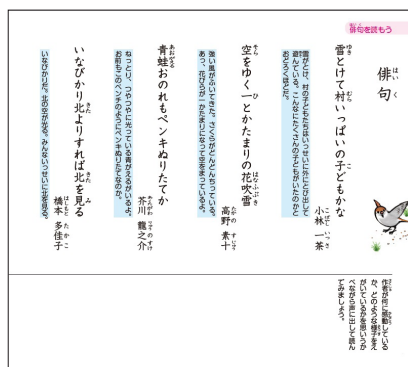 俳句を読もう
俳句
雪とけて村いっぱいの子どもかな
小林 一茶
雪がとけ、村の子どもたちはいっせいに外にとび出して
遊んでいる。こんなにたくさんの子どもがいたのかと
おどろくほどだ。
空をゆく一とかたまりの花吹雪
高野 素十
強い風がふいてきた。さくらがどんどんちっている。
あっ、花びらが一かたまりになって空をまっているよ。
青蛙おのれもペンキぬりたてか
芥川 龍之介
ねっとり、つやつやに光っている青がえるがいるよ。
お前もこのベンチのようにペンキぬりたてなのか。
いなびかり北よりすれば北を見る
橋本 多佳子
いなびかりだ。北の空が光る。みんないっせいに北を見る。
作者が何に感動している
か、どのような様子をえ
がいているかを思いうか
べながら声に出して読ん
でみましょう。